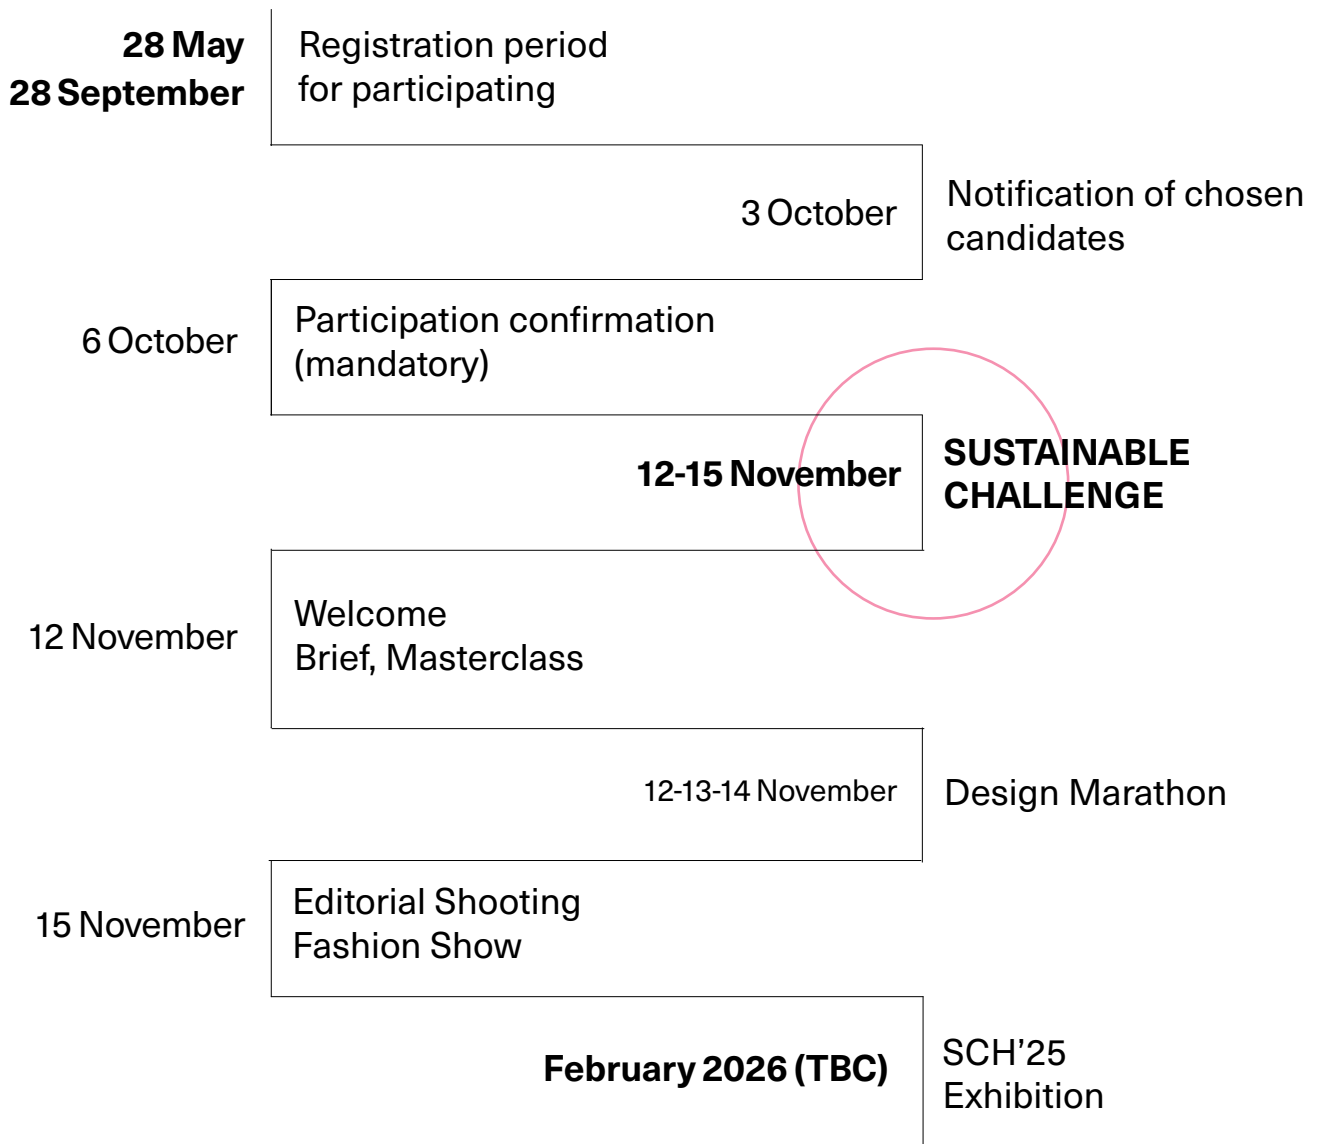 28 May
28 September
Registration period
for participating
3 October
Notification of chosen
candidates
6 October
Participation confirmation
(mandatory)
12-15 November
SUSTAINABLE
CHALLENGE
12 November
Welcome
Brief, Masterclass
12-13-14 November
Design Marathon
15 November
Editorial Shooting
Fashion Show
February 2026 (TBC)
SCH’25
Exhibition